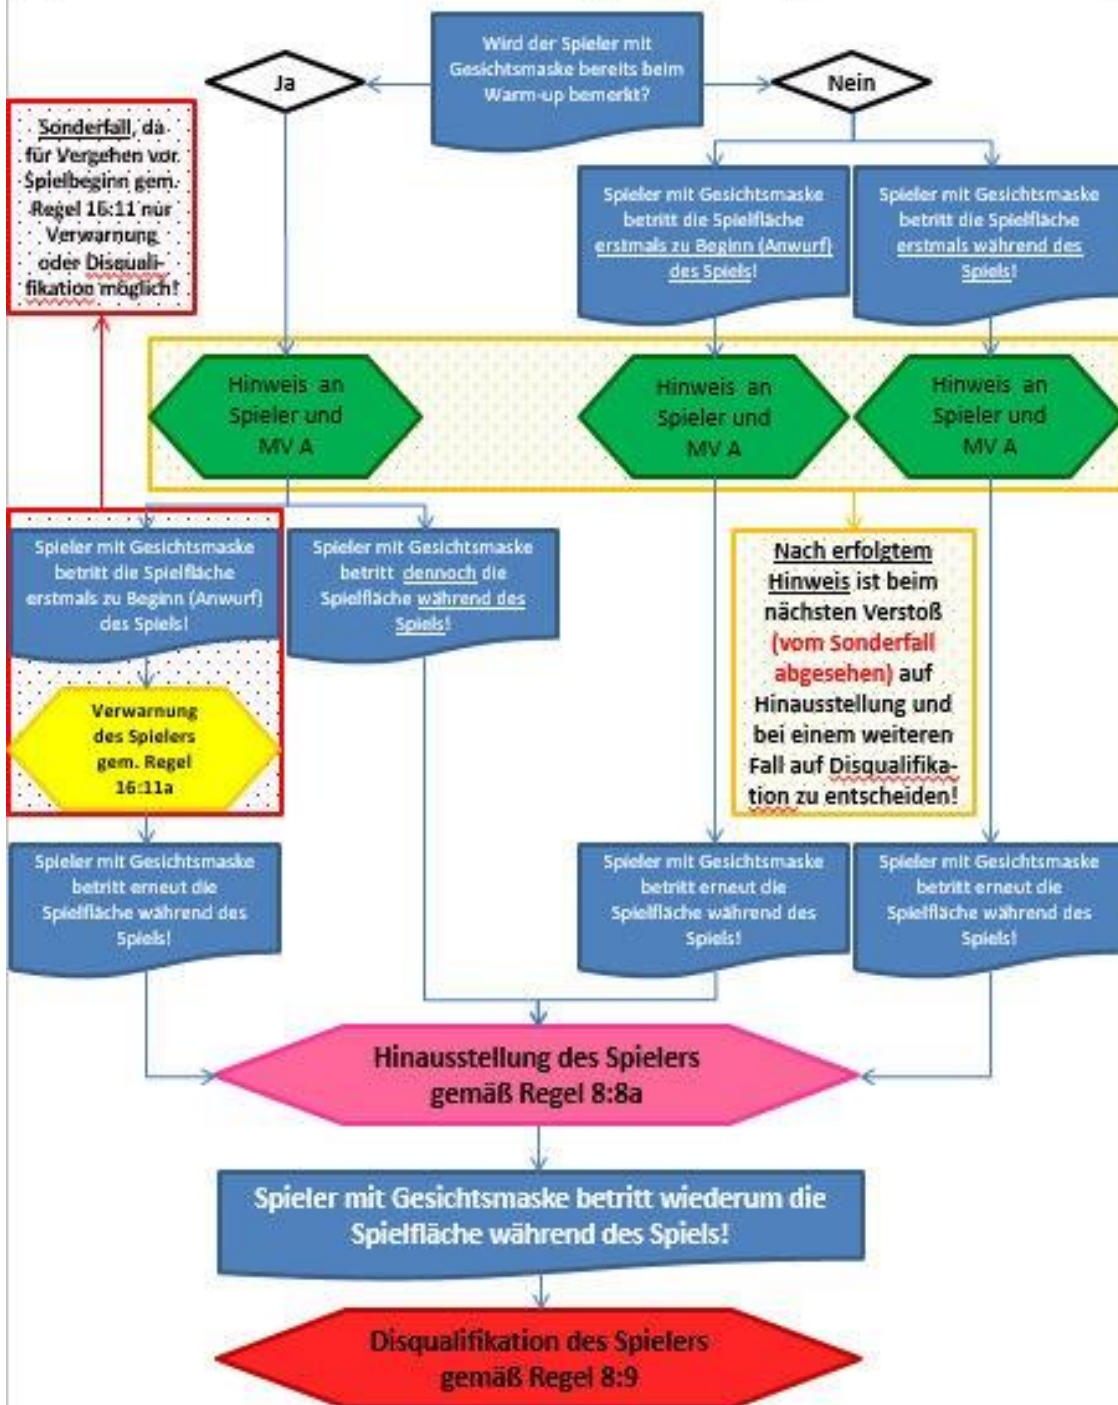 Wird der Spieler mit
Gesichtsmaske bereits beim
Warm-up bemerkt?
Ja
Nein
Sonderfall, da
für Vergehen vor
Spielbeginn gem.
Regel 16:11 nur
Verwarnung
oder Disquali-
fikation möglich!
Spieler mit Gesichtsmaske
betritt die Spielfläche
erstmals zu Beginn (Anwurf)
des Spiels!
Spieler mit Gesichtsmaske
betritt die Spielfläche
erstmals während des
Spiels!
Hinweis an
Spieler und
MV A
Hinweis an
Spieler und
MV A
Hinweis an
Spieler und
MV A
Spieler mit Gesichtsmaske
betritt die Spielfläche
erstmals zu Beginn (Anwurf)
des Spiels!
Spieler mit Gesichtsmaske
betritt dennoch die
Spielfläche während des
Spiels!
Nach erfolgtem
Hinweis ist beim
nächsten Verstoß
(vom Sonderfall
abgesehen) auf
Hinausstellung und
bei einem weiteren
Fall auf Disqualifika-
tion zu entscheiden!
Verwarnung
des Spielers
gem. Regel
16:11a
Spieler mit Gesichtsmaske
betritt erneut die
Spielfläche während des
Spiels!
Spieler mit Gesichtsmaske
betritt erneut die
Spielfläche während des
Spiels!
Spieler mit Gesichtsmaske
betritt erneut die
Spielfläche während des
Spiels!
Hinausstellung des Spielers
gemäß Regel 8:8a
Spieler mit Gesichtsmaske betritt wiederum die
Spielfläche während des Spiels!
Disqualifikation des Spielers
gemäß Regel 8:9